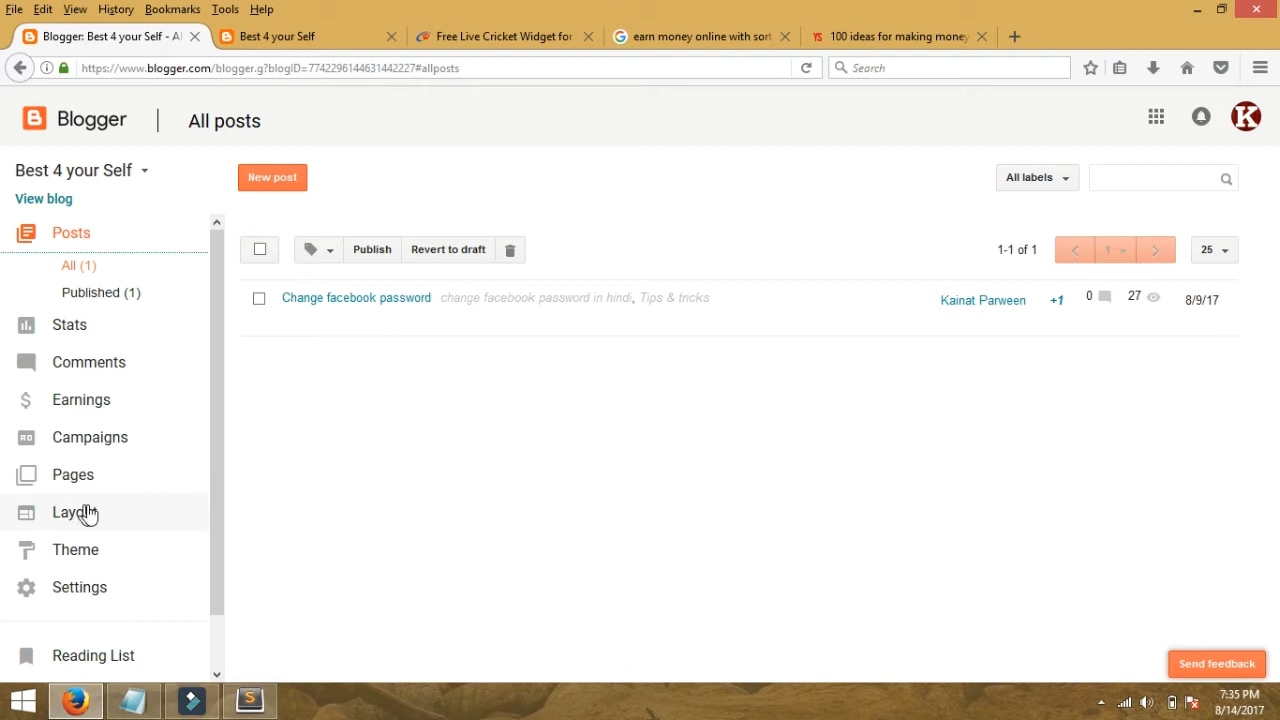 File Edit View History Bookmarks Tools Help
Blogger: Best 4 your Self - Al
Best 4 your Self
Free Live Cricket Widget for
earn money online with sort
YS 100 ideas for making money
https://www.blogger.com/blogger.g?blogID=7742296144631442227#allposts
Search
Blogger
All posts
K
Best 4 your Self
View blog
New post
All labels
Posts
Publish
Revert to draft
1-1 of 1
1
25
All (1)
Published (1)
Change facebook password change facebook password in hindi, Tips & tricks
Kainat Parween
+1
0
27
8/9/17
Stats
Comments
Earnings
Campaigns
Pages
Layout
Theme
Settings
Reading List
Send feedback
7:35 PM
8/14/2017